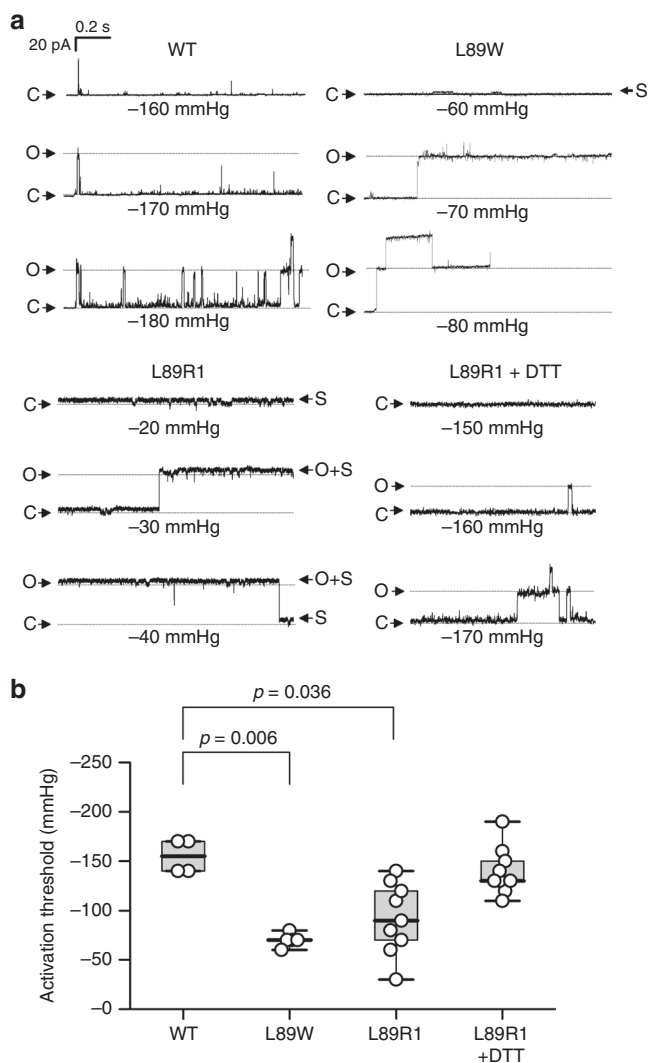 a
0.2 s
20 pA
WT
C
–160 mmHg
O
C
–170 mmHg
O
C
–180 mmHg
L89W
C
S
–60 mmHg
O
C
–70 mmHg
O
C
–80 mmHg
L89R1
C
S
–20 mmHg
O
O+S
C
–30 mmHg
O
O+S
C
S
–40 mmHg
L89R1 + DTT
C
–150 mmHg
O
C
–160 mmHg
O
C
–170 mmHg
b
p = 0.036
p = 0.006
Activation threshold (mmHg)
–250
–200
–150
–100
–50
–0
WT
L89W
L89R1
L89R1
+DTT